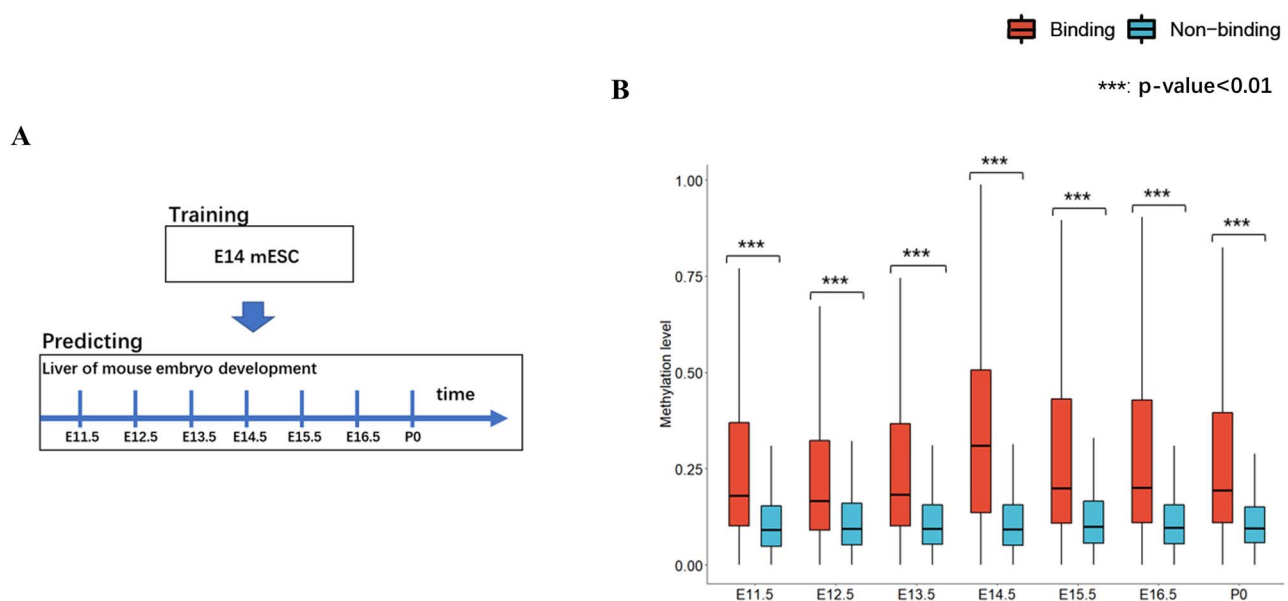 Binding Non-binding
***: p-value<0.01
A
Training
E14 mESC
Predicting
Liver of mouse embryo development
time
E11.5 E12.5 E13.5 E14.5 E15.5 E16.5 P0
B
*** *** *** *** *** *** ***
Methylation level
1.00
0.75
0.50
0.25
0.00
E11.5 E12.5 E13.5 E14.5 E15.5 E16.5 P0